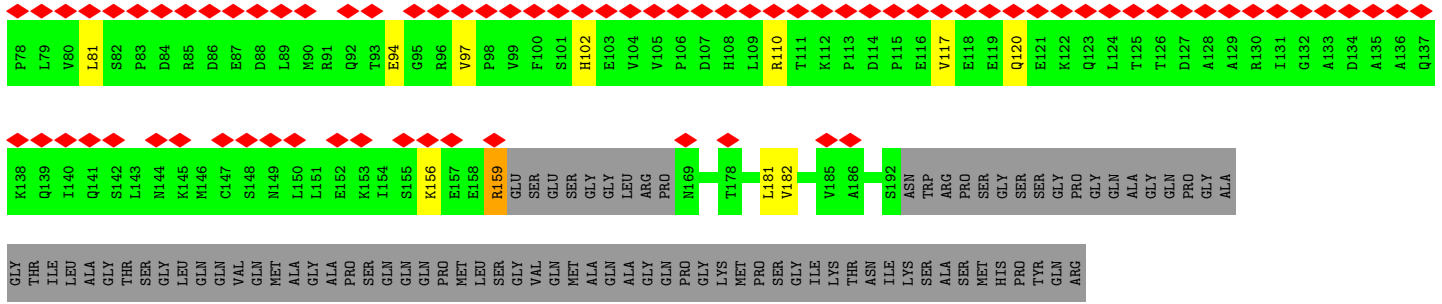 P78 L79 V80 L81 S82 P83 D84 R85 D86 E87 D88 L89 M90 R91 Q92 T93 E94 G95 R96 V97 P98 V99 F100 S101 H102 E103 V104 V105 P106 D107 H108 L109 R110 T111 K112 P113 D114 P115 E116 V117 E118 E119 Q120 E121 K122 Q123 L124 T125 T126 D127 A128 A129 R130 I131 G132 A133 D134 A135 A136 Q137
K138 Q139 I140 Q141 S142 L143 N144 K145 M146 C147 S148 N149 L150 L151 E152 K153 I154 S155 K156 E157 E158 R159 GLU SER GLU SER GLY GLY LEU ARG PRO N169 T178 L181 V182 V185 A186 S192 ASN TRP ARG PRO SER GLY SER SER GLY PRO GLY GLN ALA GLY GLN PRO GLY ALA
GLY THR ILE LEU ALA GLY THR SER GLY LEU GLN GLN VAL GLN MET ALA GLY ALA PRO SER GLN GLN GLN PRO MET LEU SER GLY VAL GLN MET ALA GLN ALA GLY GLN PRO GLY LYS MET PRO SER GLY ILE LYS THR ASN ILE LYS SER ALA SER MET HIS PRO TYR GLN ARG